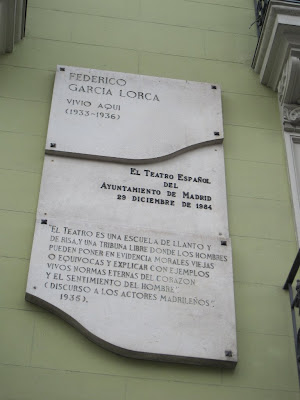 FEDERICO
GARCIA LORCA
VIVIO AQUI
(1933-1936)
EL TEATRO ESPAÑOL
DEL
AYUNTAMIENTO DE MADRID
29 DICIEMBRE DE 1984
"EL TEATRO ES UNA ESCUELA DE LLANTO Y
DE RISA, Y UNA TRIBUNA LIBRE DONDE LOS HOMBRES
PUEDEN PONER EN EVIDENCIA MORALES VIEJAS
O EQUIVOCAS Y EXPLICAR CON EJEMPLOS
VIVOS NORMAS ETERNAS DEL CORAZON
Y EL SENTIMIENTO DEL HOMBRE"
(DISCURSO A LOS ACTORES MADRILEÑOS"
1935).